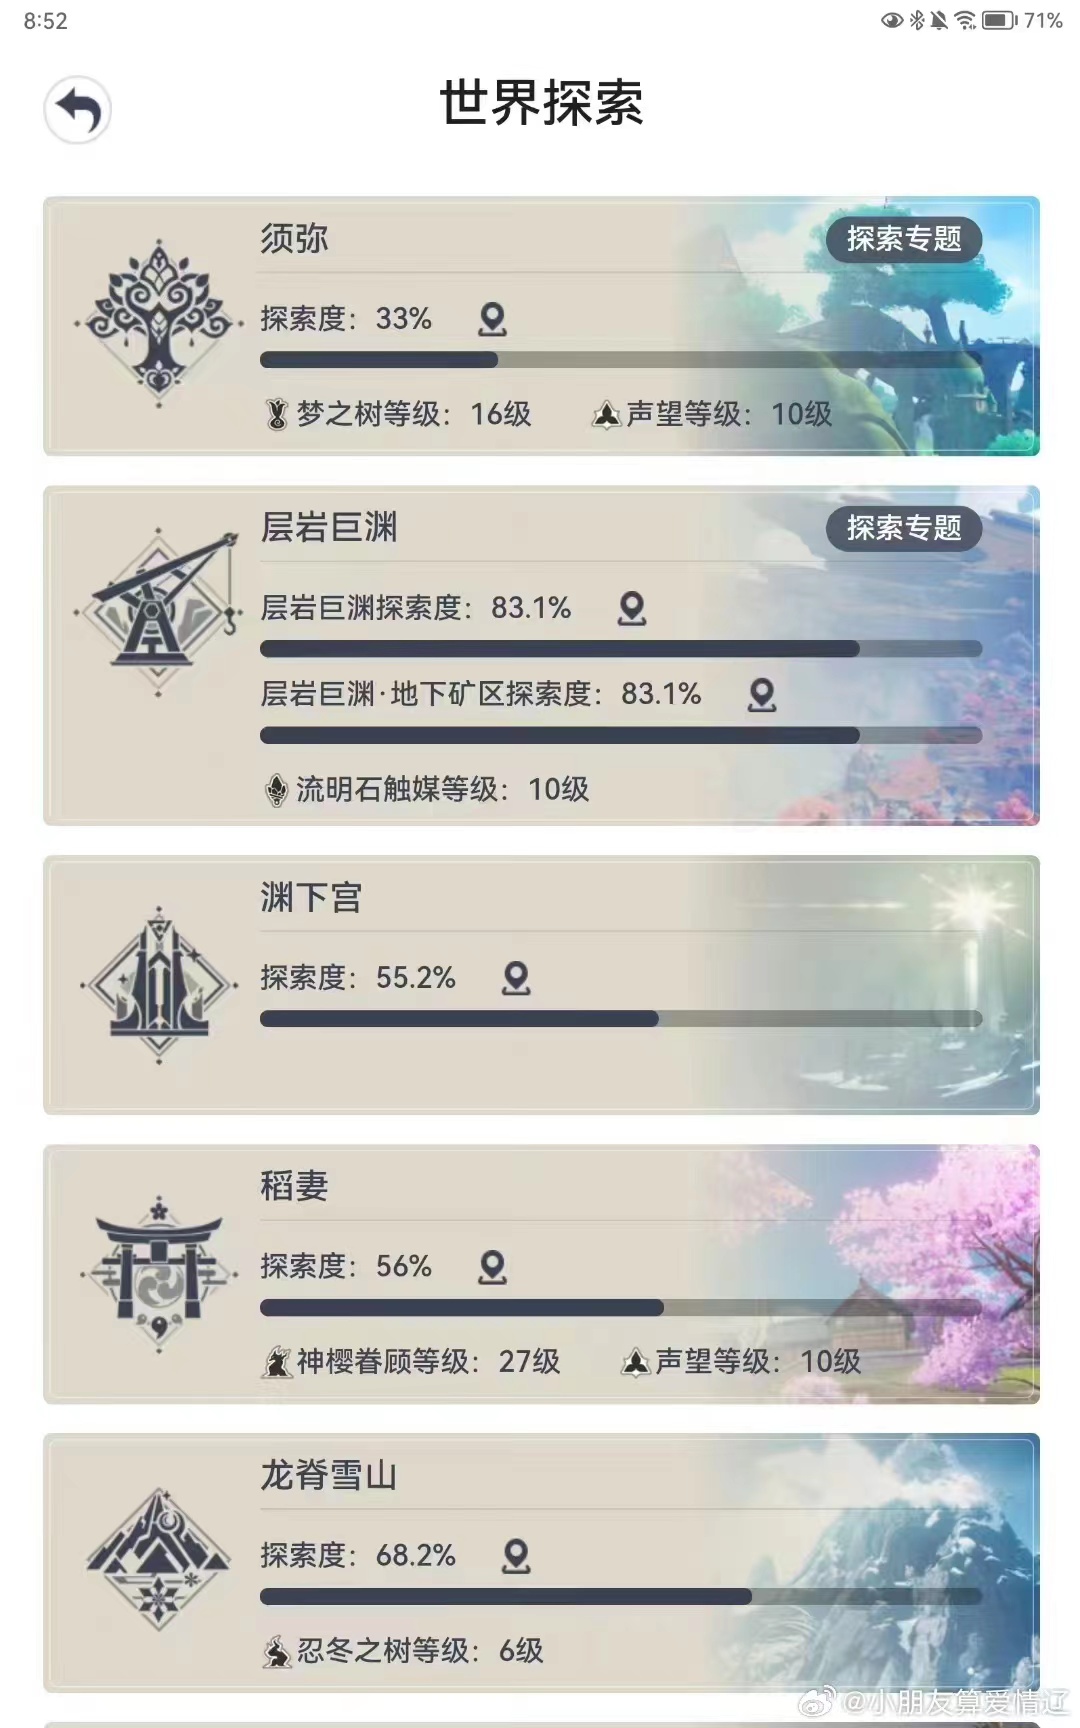 8:52
71%
世界探索
须弥
探索专题
探索度：33%
梦之树等级：16级 声望等级：10级
层岩巨渊
探索专题
层岩巨渊探索度：83.1%
层岩巨渊·地下矿区探索度：83.1%
流明石触媒等级：10级
渊下宫
探索度：55.2%
稻妻
探索度：56%
神樱眷顾等级：27级 声望等级：10级
龙脊雪山
探索度：68.2%
忍冬之树等级：6级
@小朋友算爱情辽